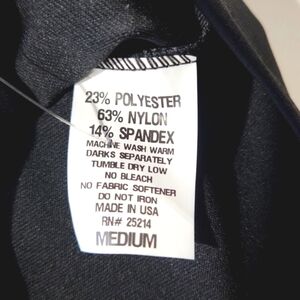 23% POLYESTER
63% NYLON
14% SPANDEX
MACHINE WASH WARM
DARKS SEPARATELY
TUMBLE DRY LOW
NO BLEACH
NO FABRIC SOFTENER
DO NOT IRON
MADE IN USA
RN# 25214
MEDIUM